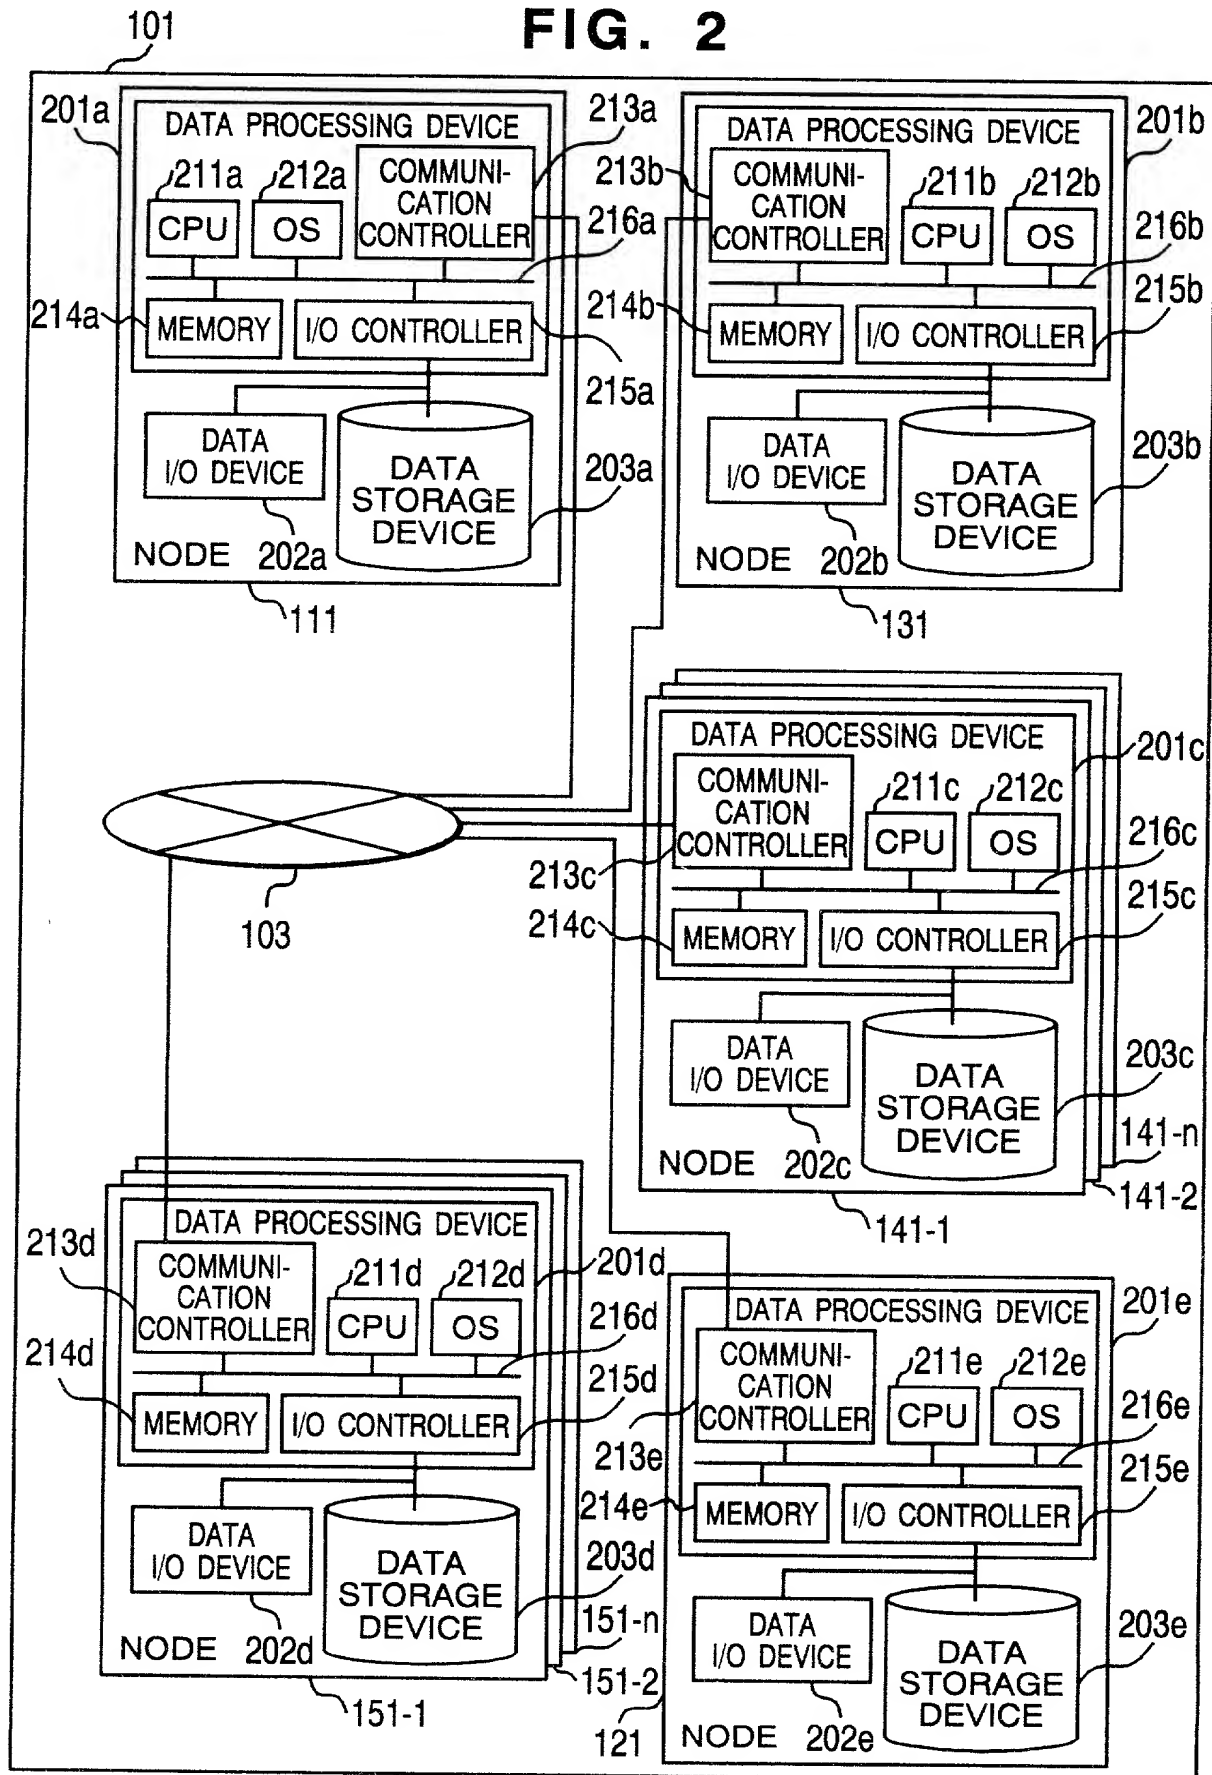 FIG. 2
101
201a
DATA PROCESSING DEVICE
211a
212a
CPU
OS
COMMUNI-
CATION
CONTROLLER
213a
216a
214a
MEMORY
I/O CONTROLLER
215a
DATA
I/O DEVICE
DATA
STORAGE
DEVICE
203a
NODE
202a
111
DATA PROCESSING DEVICE
201b
213b
COMMUNI-
CATION
CONTROLLER
211b
212b
CPU
OS
216b
215b
214b
MEMORY
I/O CONTROLLER
DATA
I/O DEVICE
DATA
STORAGE
DEVICE
203b
NODE
202b
131
103
DATA PROCESSING DEVICE
201c
COMMUNI-
CATION
CONTROLLER
211c
212c
CPU
OS
216c
213c
215c
214c
MEMORY
I/O CONTROLLER
DATA
I/O DEVICE
DATA
STORAGE
DEVICE
203c
NODE
202c
141-n
141-2
141-1
DATA PROCESSING DEVICE
213d
COMMUNI-
CATION
CONTROLLER
211d
212d
CPU
OS
201d
216d
214d
MEMORY
I/O CONTROLLER
215d
DATA
I/O DEVICE
DATA
STORAGE
DEVICE
203d
NODE
202d
151-n
151-2
151-1
DATA PROCESSING DEVICE
201e
COMMUNI-
CATION
CONTROLLER
211e
212e
CPU
OS
216e
213e
215e
214e
MEMORY
I/O CONTROLLER
DATA
I/O DEVICE
DATA
STORAGE
DEVICE
203e
121
NODE
202e